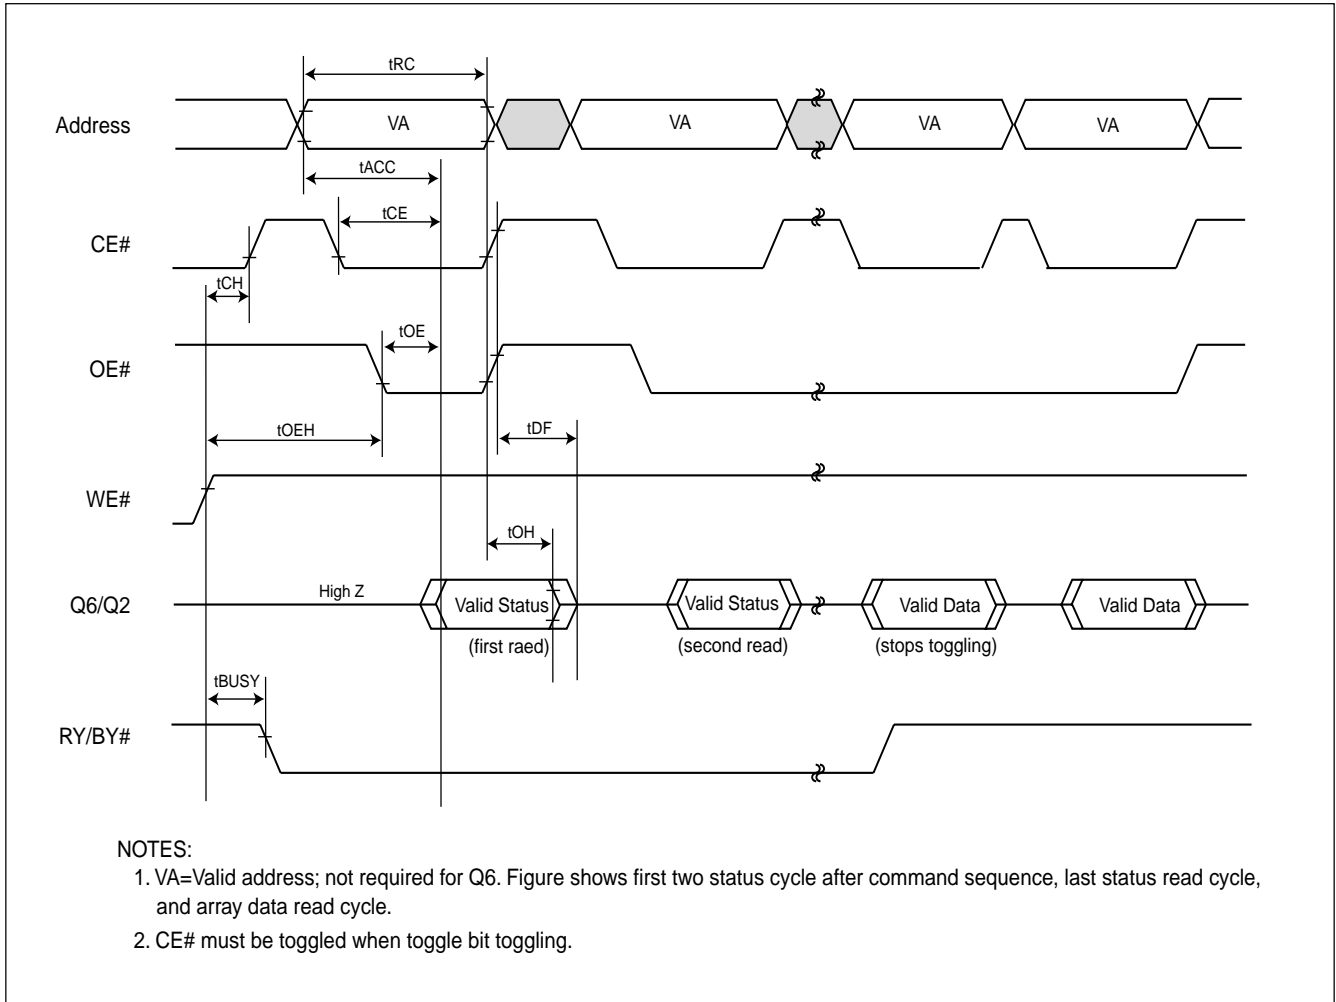 tRC
Address
VA
VA
VA
VA
tACC
tCE
CE#
tCH
tOE
OE#
tOEH
tDF
WE#
tOH
High Z
Q6/Q2
Valid Status
Valid Status
Valid Data
Valid Data
(first raed)
(second read)
(stops toggling)
tBUSY
RY/BY#
NOTES:
1. VA=Valid address; not required for Q6. Figure shows first two status cycle after command sequence, last status read cycle,
and array data read cycle.
2. CE# must be toggled when toggle bit toggling.